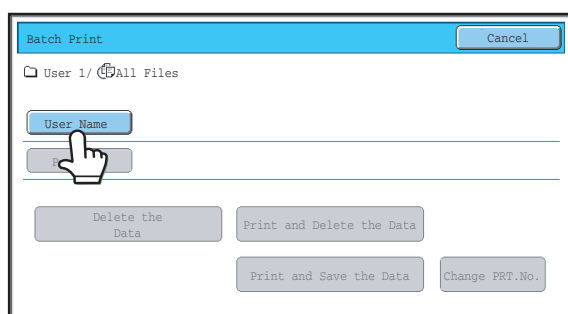 Batch Print
Cancel
User 1/ All Files
User Name
Delete the
Data
Print and Delete the Data
Print and Save the Data
Change PRT.No.